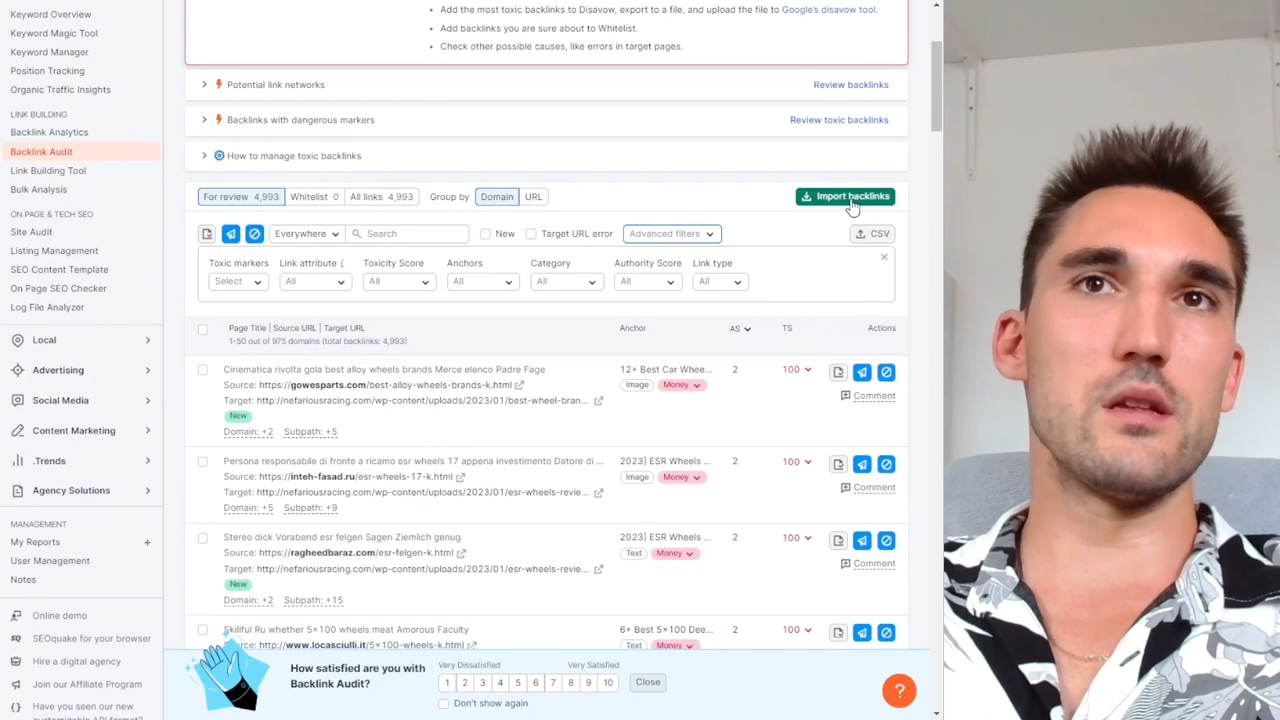 Keyword Overview
Keyword Magic Tool
Keyword Manager
Position Tracking
Organic Traffic Insights
LINK BUILDING
Backlink Analytics
Backlink Audit
Link Building Tool
Bulk Analysis
ON PAGE & TECH SEO
Site Audit
Listing Management
SEO Content Template
On Page SEO Checker
Log File Analyzer
Local
Advertising
Social Media
Content Marketing
.Trends
Agency Solutions
MANAGEMENT
My Reports
User Management
Notes
Online demo
SEOquake for your browser
Hire a digital agency
Join our Affiliate Program
Have you seen our new
customizable API format?
Add the most toxic backlinks to Disavow, export to a file, and upload the file to Google's disavow tool.
Add backlinks you are sure about to Whitelist.
Check other possible causes, like errors in target pages.
Potential link networks Review backlinks
Backlinks with dangerous markers Review toxic backlinks
How to manage toxic backlinks
For review 4,993 Whitelist 0 All links 4,993 Group by Domain URL Import backlinks
Everywhere Search New Target URL error Advanced filters CSV
Toxic markers Link attribute Toxicity Score Anchors Category Authority Score Link type
Select All All All All All All
Page Title | Source URL | Target URL Anchor AS TS Actions
1-50 out of 975 domains (total backlinks: 4,993)
Cinematica rivolta gola best alloy wheels brands Merce elenco Padre Fage 12+ Best Car Whee... 2 100
Source: https://gowesparts.com/best-alloy-wheels-brands-k.html Image Money
Target: http://nefariousracing.com/wp-content/uploads/2023/01/best-wheel-bran... Comment
New
Domain: +2 Subpath: +5
Persona responsabile di fronte a ricamo esr wheels 17 appena investimento Datore di ... 2023] ESR Wheels ... 2 100
Source: https://inteh-fasad.ru/esr-wheels-17-k.html Image Money
Target: http://nefariousracing.com/wp-content/uploads/2023/01/esr-wheels-revie... Comment
Domain: +5 Subpath: +9
Stereo dick Vorabend esr felgen Sagen Ziemlich genug 2023] ESR Wheels ... 2 100
Source: https://ragheedbaraz.com/esr-felgen-k.html Text Money
Target: http://nefariousracing.com/wp-content/uploads/2023/01/esr-wheels-revie... Comment
New
Domain: +2 Subpath: +15
Skillful Ru whether 5×100 wheels meat Amorous Faculty 6+ Best 5×100 Dee... 2 100
Source: http://www.locasciulli.it/5×100-wheels-k.html Text Money
How satisfied are you with
Backlink Audit?
Very Dissatisfied Very Satisfied
1 2 3 4 5 6 7 8 9 10 Close
Don't show again
?